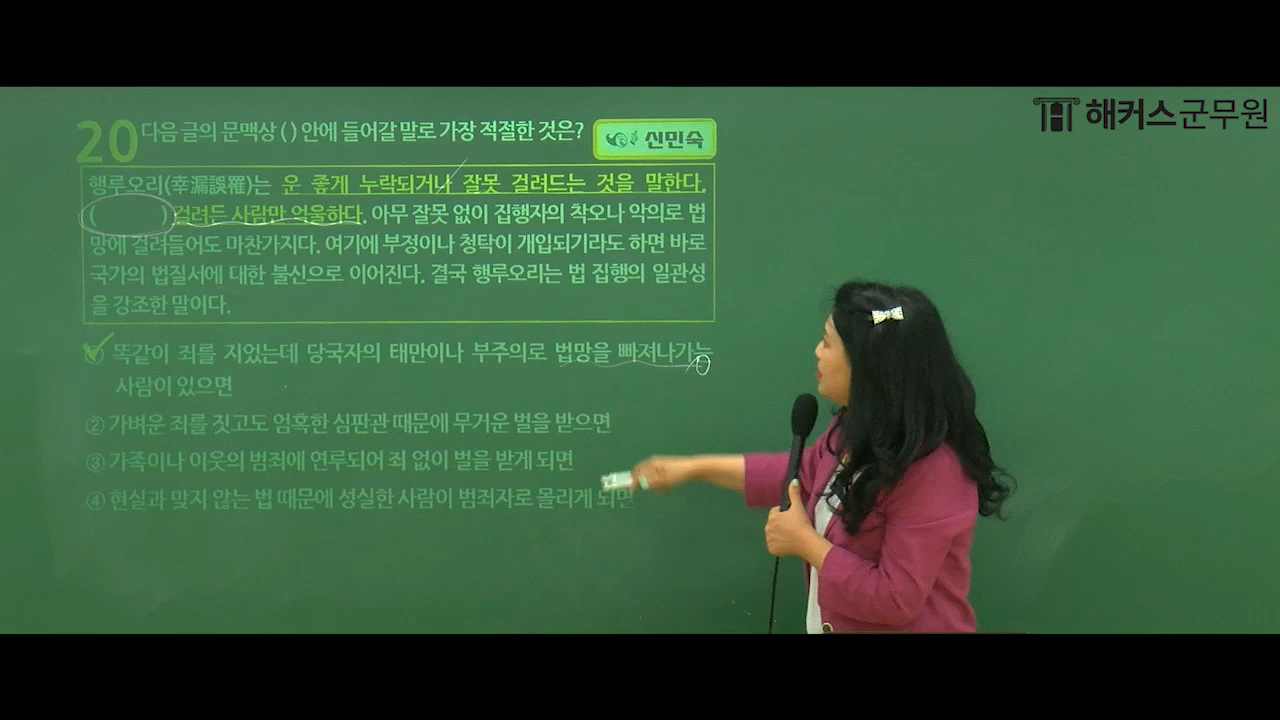 해커스군무원
20 다음 글의 문맥상 ( ) 안에 들어갈 말로 가장 적절한 것은? 신민숙
행루오리(幸漏誤罹)는 운 좋게 누락되거나 잘못 걸려드는 것을 말한다.
( ) 걸려든 사람만 억울하다. 아무 잘못 없이 집행자의 착오나 악의로 법
망에 걸려들어도 마찬가지다. 여기에 부정이나 청탁이 개입되기라도 하면 바로
국가의 법질서에 대한 불신으로 이어진다. 결국 행루오리는 법 집행의 일관성
을 강조한 말이다.
① 똑같이 죄를 지었는데 당국자의 태만이나 부주의로 법망을 빠져나가는
사람이 있으면
② 가벼운 죄를 짓고도 엄혹한 심판관 때문에 무거운 벌을 받으면
③ 가족이나 이웃의 범죄에 연루되어 죄 없이 벌을 받게 되면
④ 현실과 맞지 않는 법 때문에 성실한 사람이 범죄자로 몰리게 되면